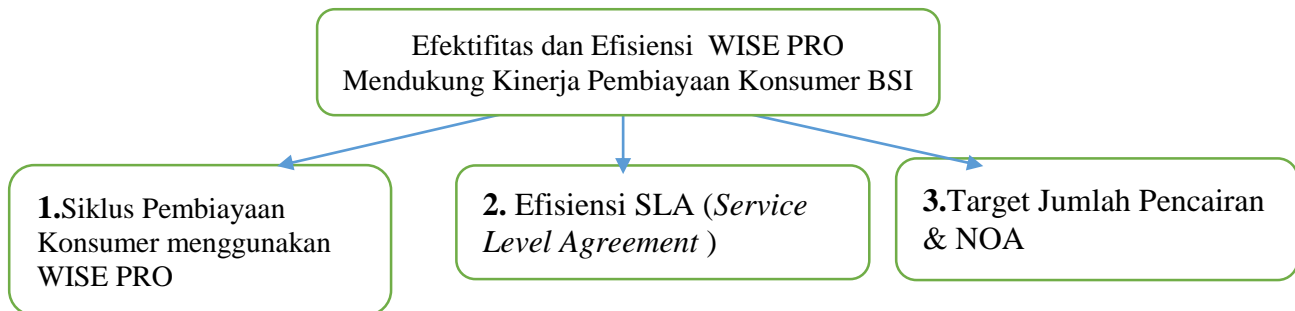 Efektifitas dan Efisiensi WISE PRO
Mendukung Kinerja Pembiayaan Konsumer BSI
1.Siklus Pembiayaan
Konsumer menggunakan
WISE PRO
2. Efisiensi SLA (Service
Level Agreement )
3.Target Jumlah Pencairan
& NOA